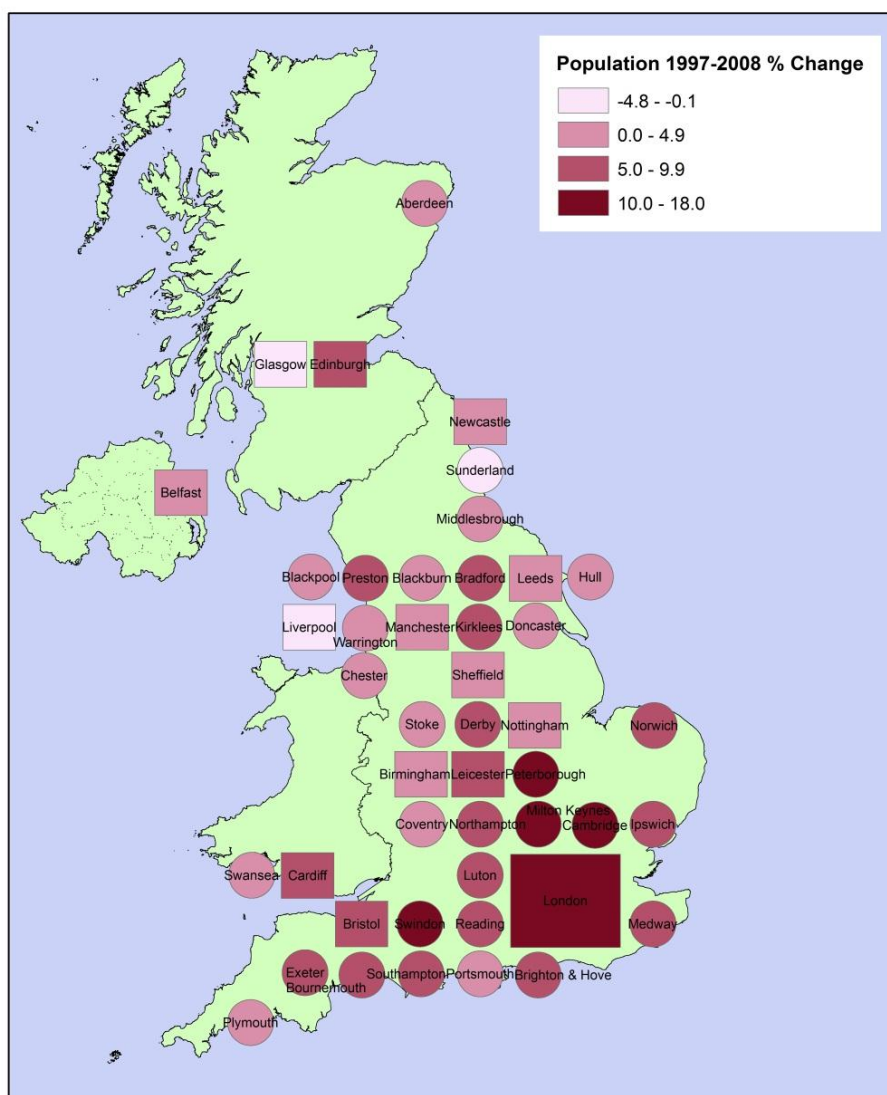 Population 1997-2008 % Change
-4.8 - -0.1
0.0 - 4.9
5.0 - 9.9
10.0 - 18.0
Aberdeen
Glasgow Edinburgh
Newcastle
Sunderland
Belfast
Middlesbrough
Blackpool Preston Blackburn Bradford Leeds Hull
Liverpool Warrington Manchester Kirklees Doncaster
Chester Sheffield
Stoke Derby Nottingham Norwich
Birmingham Leicester Peterborough
Coventry Northampton Milton Keynes Cambridge Ipswich
Swansea Cardiff Luton London
Bristol Swindon Reading Medway
Exeter Bournemouth Southampton Portsmouth Brighton & Hove
Plymouth